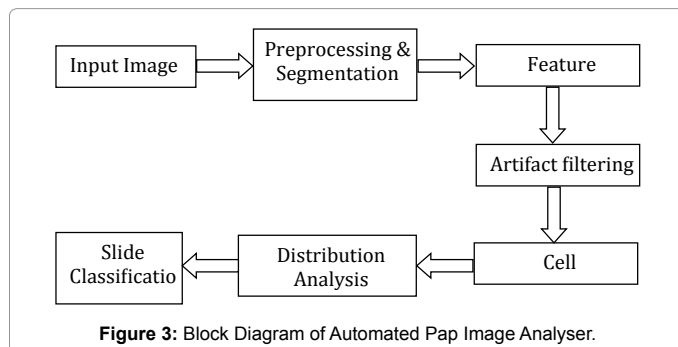 Input Image
Preprocessing &
Segmentation
Feature
Artifact filtering
Cell
Distribution
Analysis
Slide
Classificatio
Figure 3: Block Diagram of Automated Pap Image Analyser.